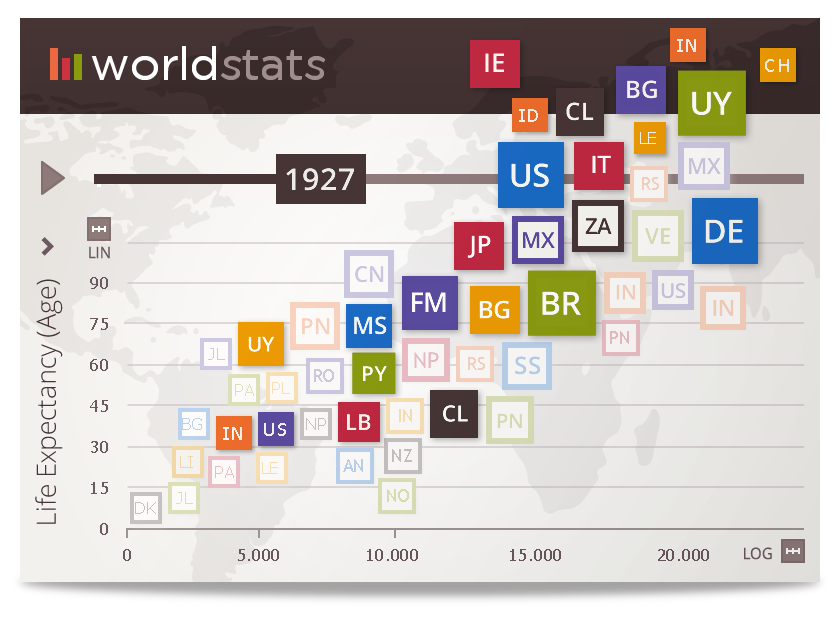 worldstats
IE
IN
CH
BG
UY
ID
CL
LE
1927
US
IT
RS
MX
LIN
JP
MX
ZA
VE
DE
Life Expectancy (Age)
90
CN
FM
BG
BR
IN
US
IN
75
PN
MS
PN
60
JL
UY
RO
PY
NP
RS
SS
45
PA
PL
BG
IN
US
NP
LB
IN
CL
PN
30
LI
PA
LE
AN
NZ
15
DK
JL
NO
0
0
5.000
10.000
15.000
20.000
LOG